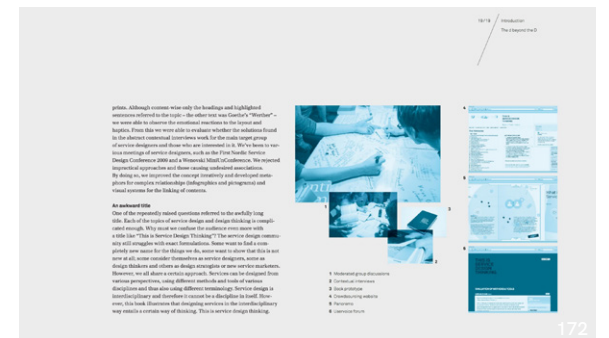 18/19
Introduction
The 2 beyond the D
prints. Although content-wise only the headings and highlighted
sentences referred to the topic – the other text was Goethe's "Werther" –
we were able to observe the emotional reactions to the layout and
haptics. From this we were able to evaluate whether the solutions found
in the abstract contextual interviews work for the main target group
of service designers and those who are interested in it. We've been to var-
ious meetings of service designers, such as the First Nordic Service
Design Conference 2009 and a Wenovski MiniUnConference. We rejected
impractical approaches and those causing undesired associations.
By doing so, we improved the concept iteratively and developed meta-
phors for complex relationships (infographics and pictograms) and
visual systems for the linking of contents.
An awkward title
One of the repeatedly raised questions referred to the awfully long
title. Each of the topics of service design and design thinking is compli-
cated enough. Why must we confuse the audience even more with
a title like "This is Service Design Thinking"? The service design commu-
nity still struggles with exact formulations. Some want to find a com-
pletely new name for the things we do, some want to show that this is not
new at all; some consider themselves as service designers, some as
design thinkers and others as design strategists or new service marketers.
However, we all share a certain approach. Services can be designed from
various perspectives, using different methods and tools of various
disciplines and thus also using different terminology. Service design is
interdisciplinary and therefore it cannot be a discipline in itself. How-
ever, this book illustrates that designing services in the interdisciplinary
way entails a certain way of thinking. This is service design thinking.
1
2
3
4
5
6
1 Moderated group discussions
2 Contextual interviews
3 Book prototype
4 Crowdsourcing website
5 Panorama
6 Usability forum
THIS IS
SERVICE
DESIGN
THINKING
172